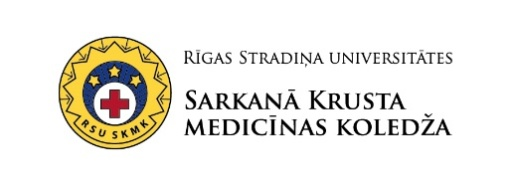 RĪGAS STRADIŅA UNIVERSITĀTES
SARKANĀ KRUSTA
MEDICĪNAS KOLEDŽA
RSU SKMK